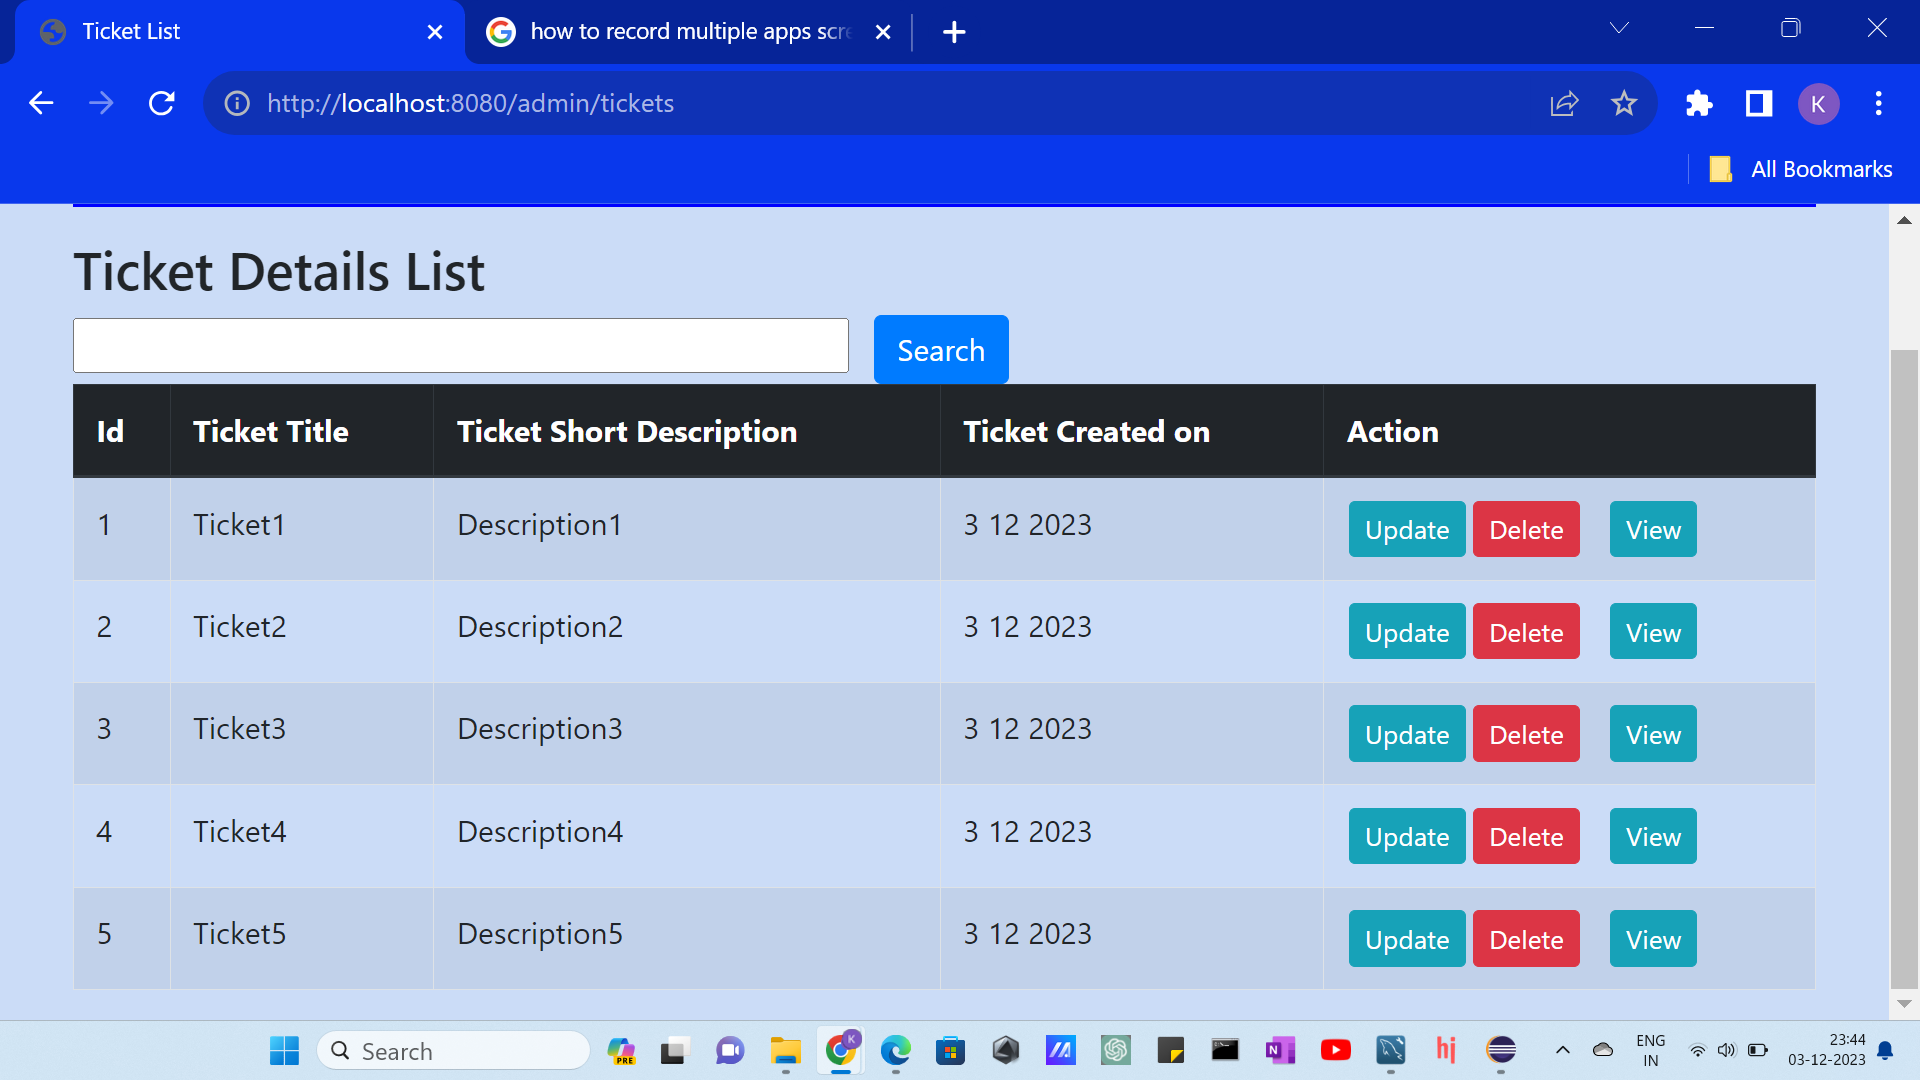 Ticket List
how to record multiple apps scre
http://localhost:8080/admin/tickets
K
All Bookmarks
Ticket Details List
Search
Id Ticket Title Ticket Short Description Ticket Created on Action
1 Ticket1 Description1 3 12 2023 Update Delete View
2 Ticket2 Description2 3 12 2023 Update Delete View
3 Ticket3 Description3 3 12 2023 Update Delete View
4 Ticket4 Description4 3 12 2023 Update Delete View
5 Ticket5 Description5 3 12 2023 Update Delete View
Search
PRE
K
N
hj
ENG
IN
23:44
03-12-2023